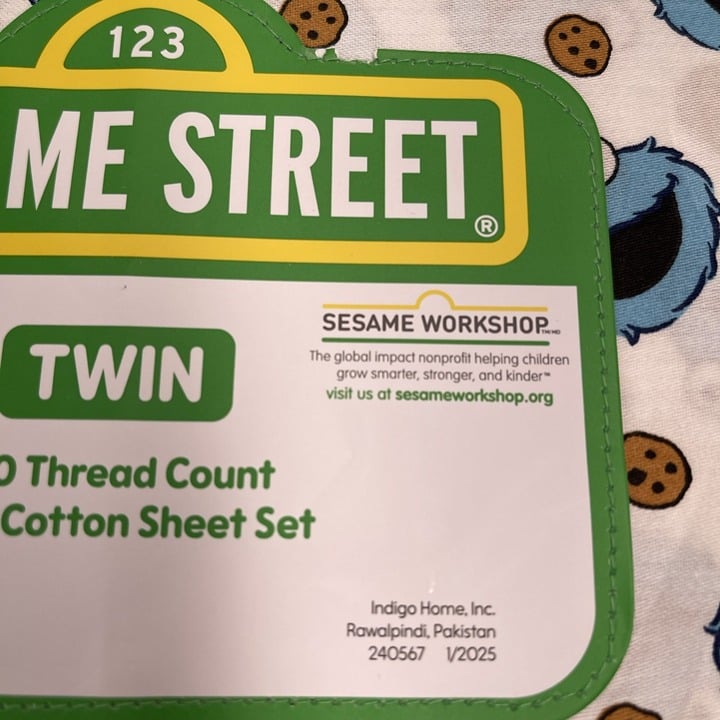 123
ME STREET®
SESAME WORKSHOP
The global impact nonprofit helping children
grow smarter, stronger, and kinder℠
visit us at sesameworkshop.org
TWIN
0 Thread Count
Cotton Sheet Set
Indigo Home, Inc.
Rawalpindi, Pakistan
240567 1/2025